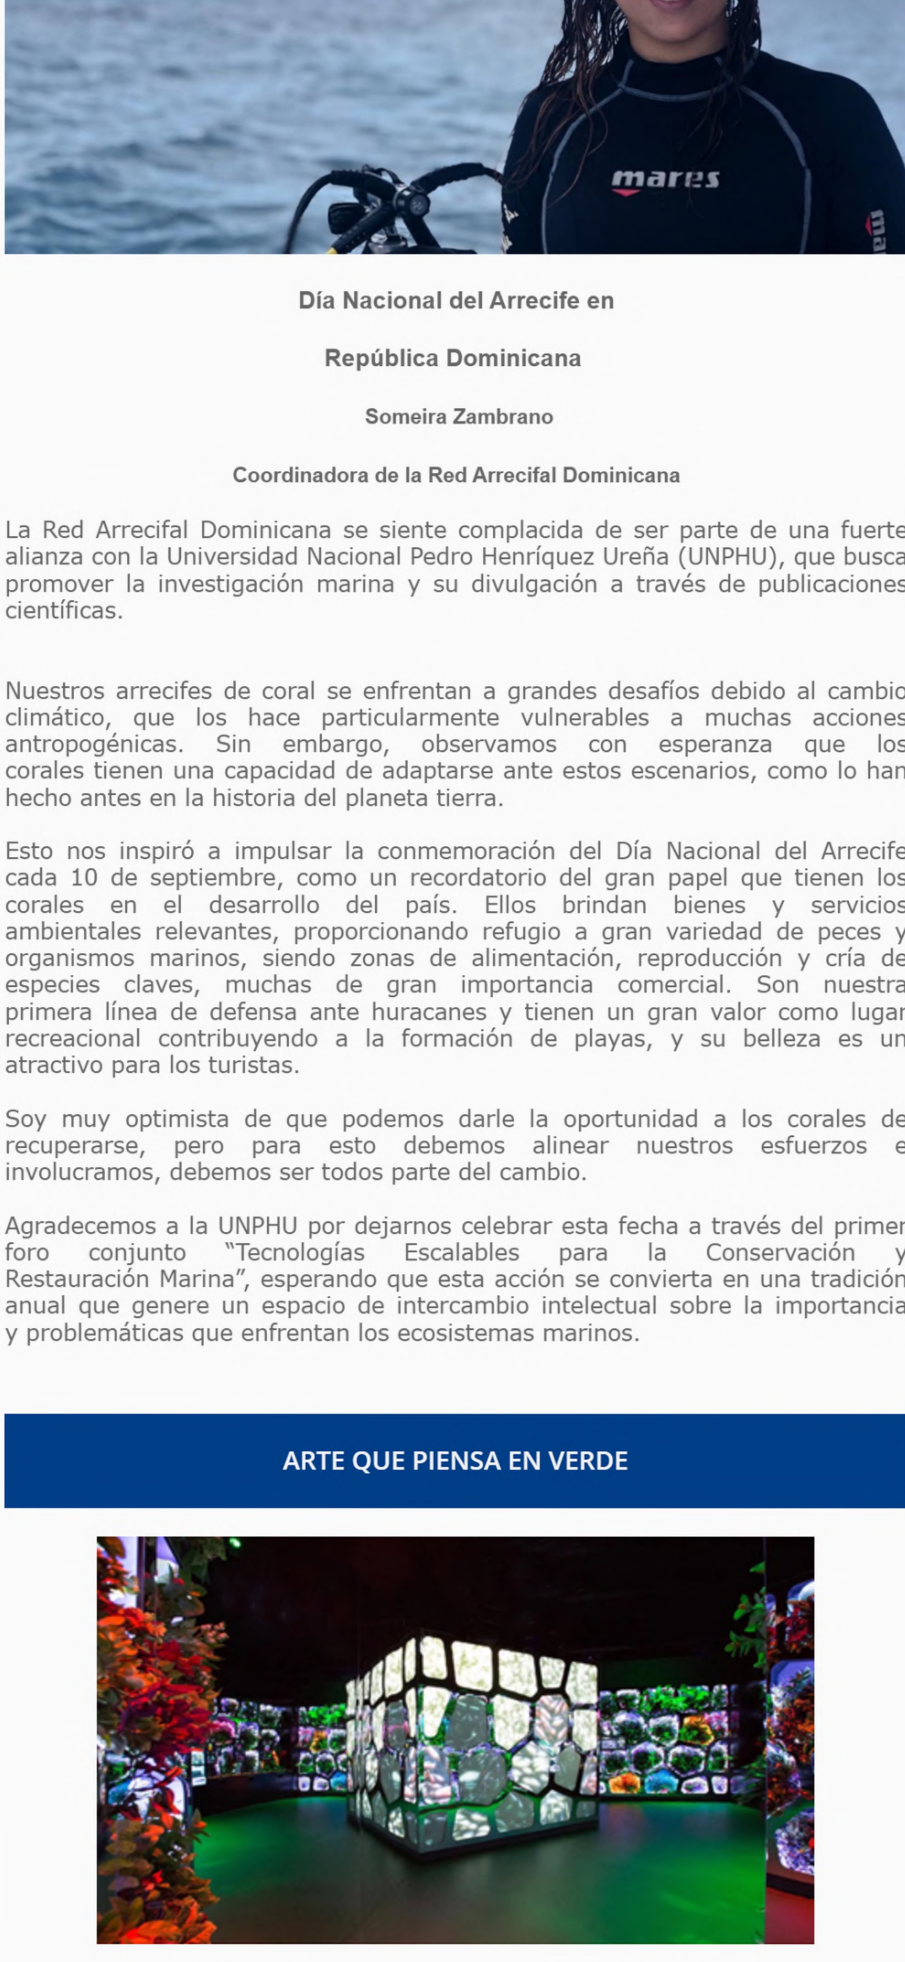 mares
Día Nacional del Arrecife en
República Dominicana
Someira Zambrano
Coordinadora de la Red Arrecifal Dominicana
La Red Arrecifal Dominicana se siente complacida de ser parte de una fuerte
alianza con la Universidad Nacional Pedro Henríquez Ureña (UNPHU), que busca
promover la investigación marina y su divulgación a través de publicaciones
científicas.
Nuestros arrecifes de coral se enfrentan a grandes desafíos debido al cambio
climático, que los hace particularmente vulnerables a muchas acciones
antropogénicas. Sin embargo, observamos con esperanza que los
corales tienen una capacidad de adaptarse ante estos escenarios, como lo han
hecho antes en la historia del planeta tierra.
Esto nos inspiró a impulsar la conmemoración del Día Nacional del Arrecife
cada 10 de septiembre, como un recordatorio del gran papel que tienen los
corales en el desarrollo del país. Ellos brindan bienes y servicios
ambientales relevantes, proporcionando refugio a gran variedad de peces y
organismos marinos, siendo zonas de alimentación, reproducción y cría de
especies claves, muchas de gran importancia comercial. Son nuestra
primera línea de defensa ante huracanes y tienen un gran valor como lugar
recreacional contribuyendo a la formación de playas, y su belleza es un
atractivo para los turistas.
Soy muy optimista de que podemos darle la oportunidad a los corales de
recuperarse, pero para esto debemos alinear nuestros esfuerzos e
involucramos, debemos ser todos parte del cambio.
Agradecemos a la UNPHU por dejarnos celebrar esta fecha a través del primer
foro conjunto “Tecnologías Escalables para la Conservación y
Restauración Marina”, esperando que esta acción se convierta en una tradición
anual que genere un espacio de intercambio intelectual sobre la importancia
y problemáticas que enfrentan los ecosistemas marinos.
ARTE QUE PIENSA EN VERDE